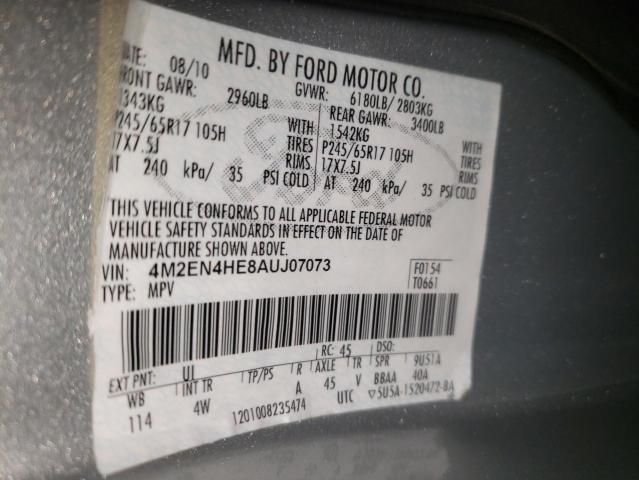 MFD. BY FORD MOTOR CO.
DATE: 08/10 GVWR: 6180LB/ 2803KG
FRONT GAWR: 2960LB REAR GAWR: 3400LB
1343KG WITH 1542KG WITH
P245/65R17 105H TIRES P245/65R17 105H TIRES
17X7.5J RIMS 17X7.5J RIMS
AT 240 kPa/ 35 PSI COLD AT 240 kPa/ 35 PSI COLD
Ford
THIS VEHICLE CONFORMS TO ALL APPLICABLE FEDERAL MOTOR
VEHICLE SAFETY STANDARDS IN EFFECT ON THE DATE OF
MANUFACTURE SHOWN ABOVE.
VIN: 4M2EN4HE8AUJ07073 F0154
TYPE: MPV T0661
EXT PNT: UI RC: 45 DSO:
WB INT TR TP/PS R AXLE TR SPR 9U51A
114 4W A 45 V BBAA 40A
1201008235474 UTC ▽5U5A-1520472-BA